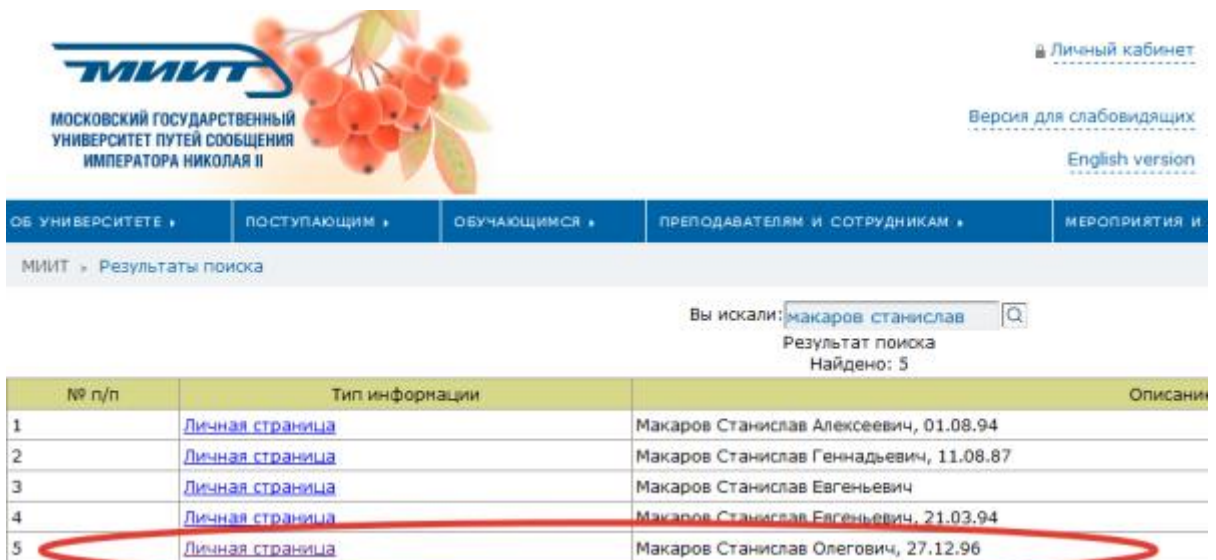 МИИТ
МОСКОВСКИЙ ГОСУДАРСТВЕННЫЙ
УНИВЕРСИТЕТ ПУТЕЙ СООБЩЕНИЯ
ИМПЕРАТОРА НИКОЛАЯ II
Личный кабинет
Версия для слабовидящих
English version
ОБ УНИВЕРСИТЕТЕ ПОСТУПАЮЩИМ ОБУЧАЮЩИМСЯ ПРЕПОДАВАТЕЛЯМ И СОТРУДНИКАМ МЕРОПРИЯТИЯ И
МИИТ » Результаты поиска
Вы искали: макаров станислав
Результат поиска
Найдено: 5
№ п/п Тип информации Описание
1 Личная страница Макаров Станислав Алексеевич, 01.08.94
2 Личная страница Макаров Станислав Геннадьевич, 11.08.87
3 Личная страница Макаров Станислав Евгеньевич
4 Личная страница Макаров Станислав Евгеньевич, 21.03.94
5 Личная страница Макаров Станислав Олегович, 27.12.96